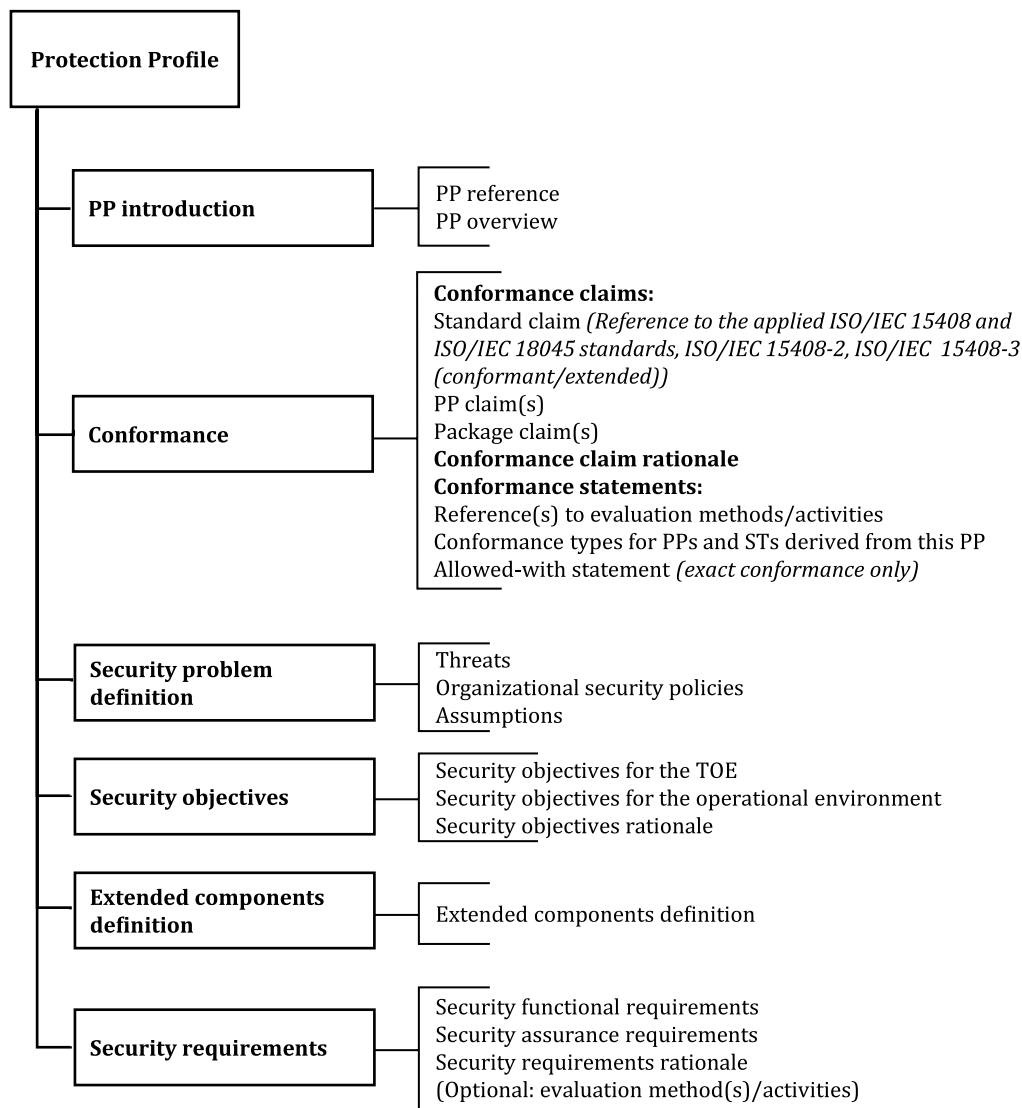 Protection Profile
PP introduction
PP reference
PP overview
Conformance
Conformance claims:
Standard claim (Reference to the applied ISO/IEC 15408 and
ISO/IEC 18045 standards, ISO/IEC 15408-2, ISO/IEC 15408-3
(conformant/extended))
PP claim(s)
Package claim(s)
Conformance claim rationale
Conformance statements:
Reference(s) to evaluation methods/activities
Conformance types for PPs and STs derived from this PP
Allowed-with statement (exact conformance only)
Security problem
definition
Threats
Organizational security policies
Assumptions
Security objectives
Security objectives for the TOE
Security objectives for the operational environment
Security objectives rationale
Extended components
definition
Extended components definition
Security requirements
Security functional requirements
Security assurance requirements
Security requirements rationale
(Optional: evaluation method(s)/activities)